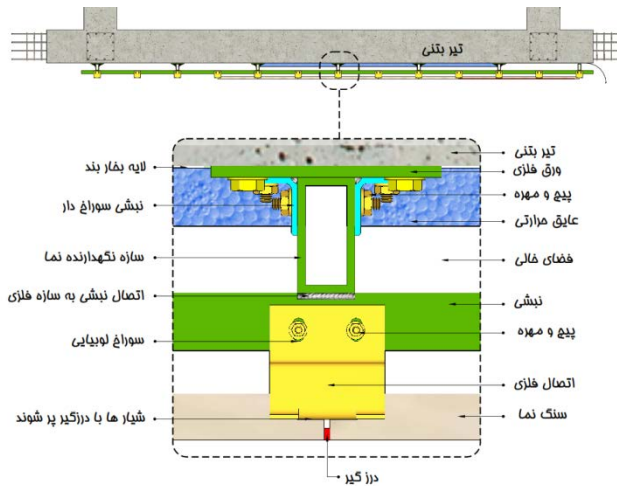 تیر بتنی
تیر بتنی
لایه بخار بند
ورق فلزی
پیچ و مهره
نبشی سوراخ دار
عایق حرارتی
سازه نگهدارنده نما
فضای خالی
اتصال نبشی به سازه فلزی
نبشی
سوراخ لوبیایی
پیچ و مهره
اتصال فلزی
شیار ها با درزگیر پر شوند
سنگ نما
درز گیر